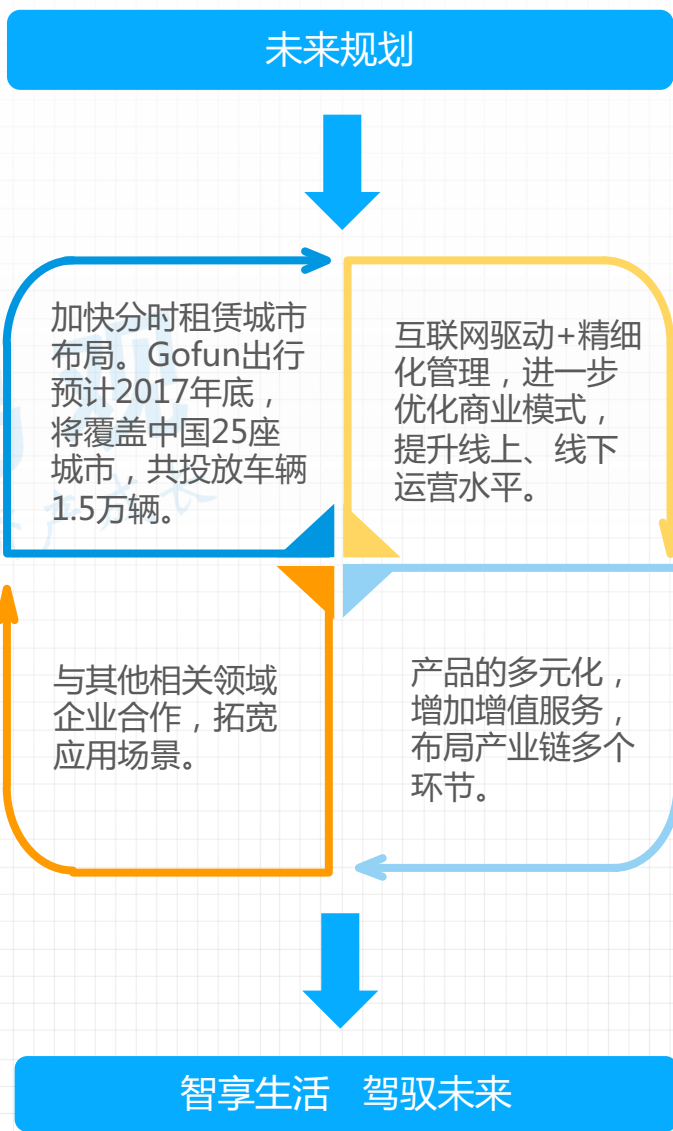 未来规划
加快分时租赁城市
布局。Gofun出行
预计2017年底，
将覆盖中国25座
城市，共投放车辆
1.5万辆。
互联网驱动+精细
化管理，进一步
优化商业模式，
提升线上、线下
运营水平。
与其他相关领域
企业合作，拓宽
应用场景。
产品的多元化，
增加增值服务，
布局产业链多个
环节。
智享生活 驾驭未来